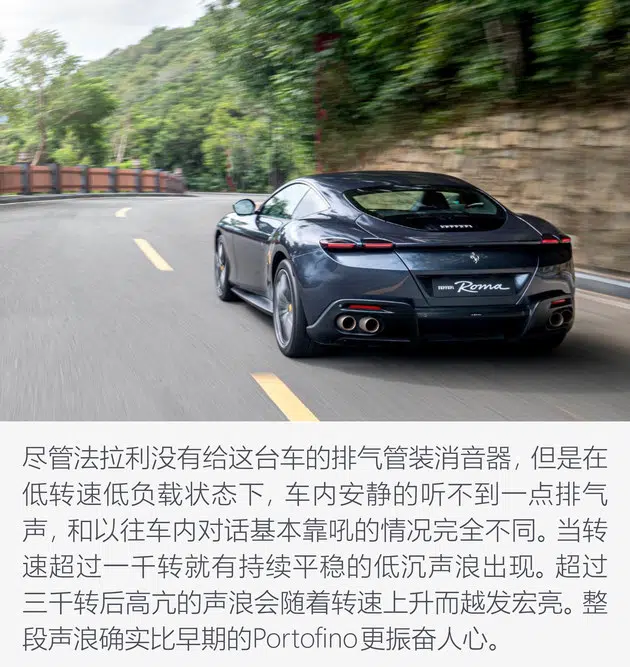 Ferrari
FERRARI Roma
尽管法拉利没有给这台车的排气管装消音器，但是在
低转速低负载状态下，车内安静的听不到一点排气
声，和以往车内对话基本靠吼的情况完全不同。当转
速超过一千转就有持续平稳的低沉声浪出现。超过
三千转后高亢的声浪会随着转速上升而越发宏亮。整
段声浪确实比早期的Portofino更振奋人心。